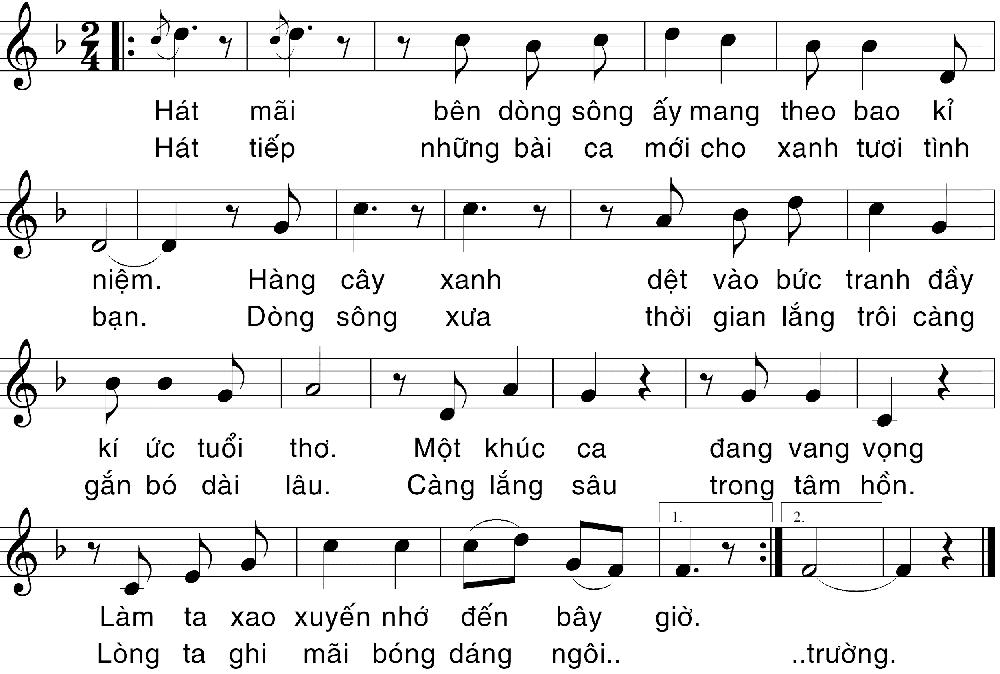 2
4
Hát mãi bên dòng sông ấy mang theo bao kỉ
Hát tiếp những bài ca mới cho xanh tươi tình
niệm. Hàng cây xanh dệt vào bức tranh đầy
bạn. Dòng sông xưa thời gian lắng trôi càng
kí ức tuổi thơ. Một khúc ca đang vang vọng
gắn bó dài lâu. Càng lắng sâu trong tâm hồn.
1. 2.
Làm ta xao xuyến nhớ đến bây giờ.
Lòng ta ghi mãi bóng dáng ngôi.. ..trường.